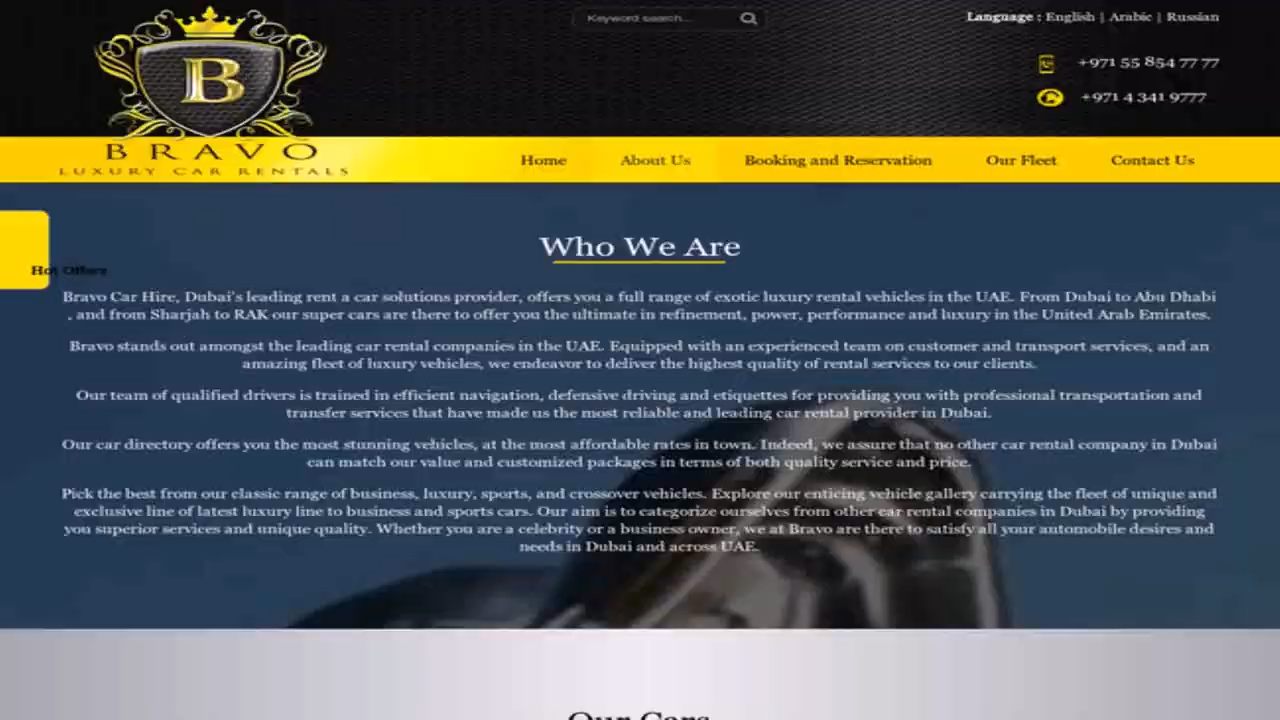 Keyword search...
Language : English | Arabic | Russian
+971 55 854 77 77
+971 4 341 9777
B
BRAVO
LUXURY CAR RENTALS
Home About Us Booking and Reservation Our Fleet Contact Us
Who We Are
Hot Offers
Bravo Car Hire, Dubai's leading rent a car solutions provider, offers you a full range of exotic luxury rental vehicles in the UAE. From Dubai to Abu Dhabi
, and from Sharjah to RAK our super cars are there to offer you the ultimate in refinement, power, performance and luxury in the United Arab Emirates.
Bravo stands out amongst the leading car rental companies in the UAE. Equipped with an experienced team on customer and transport services, and an
amazing fleet of luxury vehicles, we endeavor to deliver the highest quality of rental services to our clients.
Our team of qualified drivers is trained in efficient navigation, defensive driving and etiquettes for providing you with professional transportation and
transfer services that have made us the most reliable and leading car rental provider in Dubai.
Our car directory offers you the most stunning vehicles, at the most affordable rates in town. Indeed, we assure that no other car rental company in Dubai
can match our value and customized packages in terms of both quality service and price.
Pick the best from our classic range of business, luxury, sports, and crossover vehicles. Explore our enticing vehicle gallery carrying the fleet of unique and
exclusive line of latest luxury line to business and sports cars. Our aim is to categorize ourselves from other car rental companies in Dubai by providing
you superior services and unique quality. Whether you are a celebrity or a business owner, we at Bravo are there to satisfy all your automobile desires and
needs in Dubai and across UAE.
Our Cars